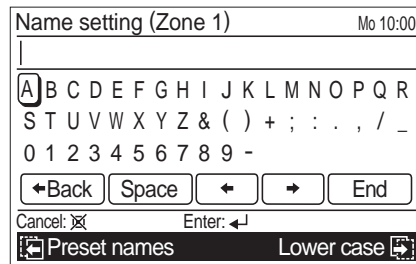 Name setting (Zone 1) Mo 10:00
A B C D E F G H I J K L M N O P Q R
S T U V W X Y Z & ( ) + ; : . , / _
0 1 2 3 4 5 6 7 8 9 -
←Back Space ← → End
Cancel: Enter: ↵
Preset names Lower case